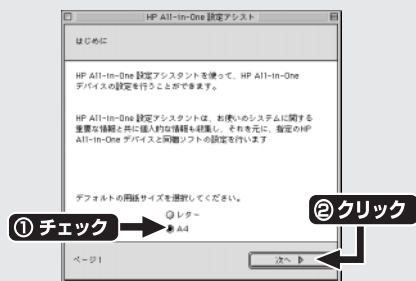 HP All-in-One 設定アシスト
はじめに
HP All-in-One 設定アシスタントを使って、HP All-in-One
デバイスの設定を行うことができます。
HP All-in-One 設定アシスタントは、お使いのシステムに関する
重要な情報と共に個人的な情報も収集し、それを元に、指定のHP
All-in-One デバイスと同梱ソフトの設定を行います
デフォルトの用紙サイズを選択してください。
レター
① チェック
A4
② クリック
ページ1
次へ